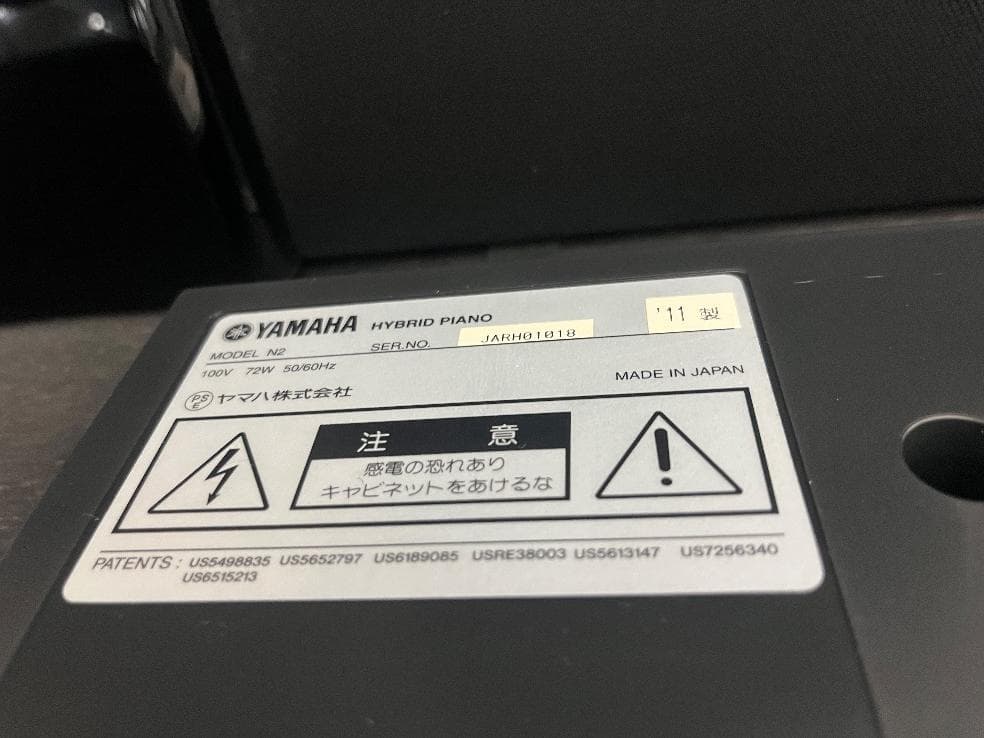 YAMAHA HYBRID PIANO
MODEL N2 SER.NO. JARH01018 '11 製
100V 72W 50/60Hz
MADE IN JAPAN
PSE ヤマハ株式会社
注 意
感電の恐れあり
キャビネットをあけるな
PATENTS : US5498835 US5652797 US6189085 USRE38003 US5613147 US7256340
US6515213